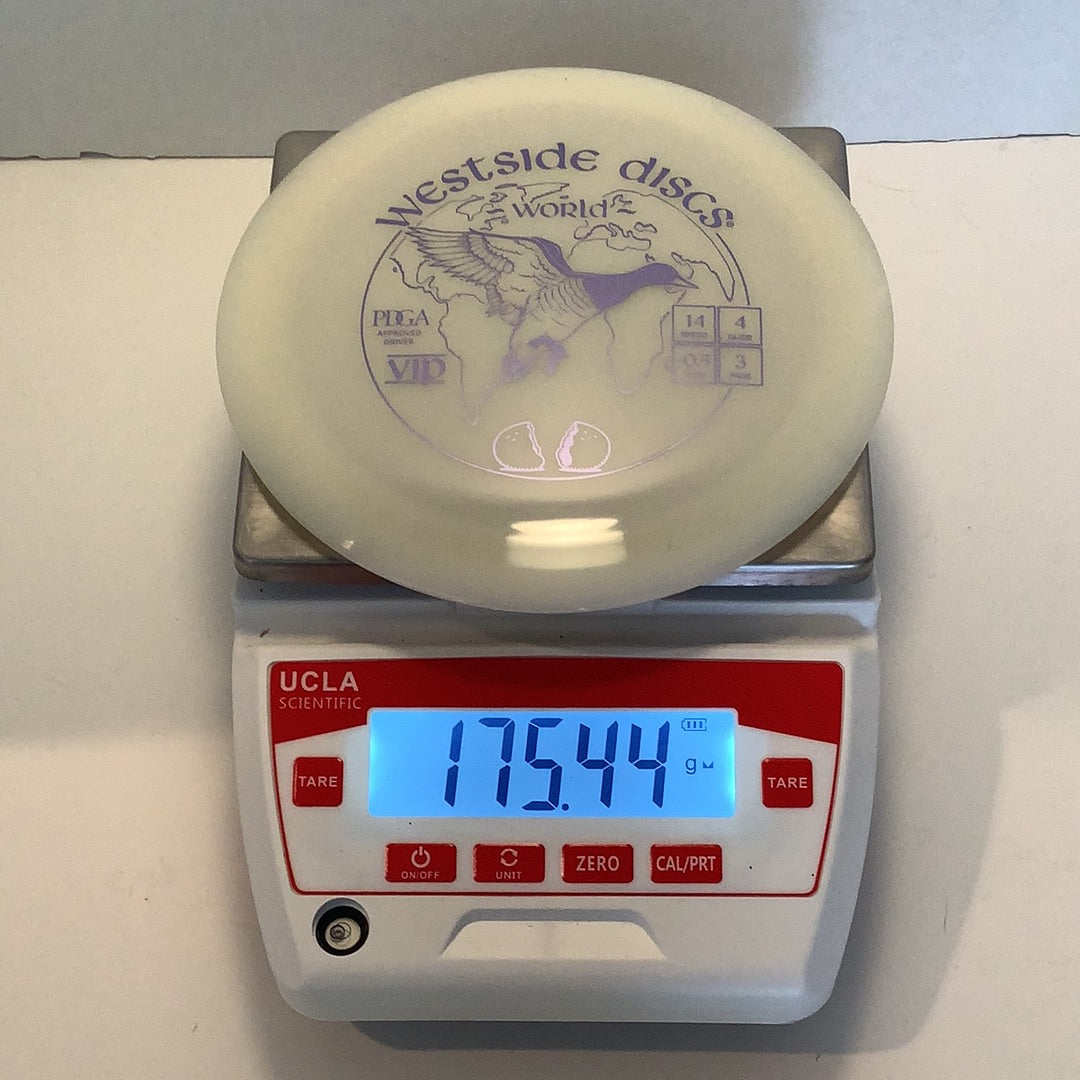 WESTSIDE DISCS
WORLD
PDGA
APPROVED
DRIVER
VIP
14 4
SPEED GLIDE
-0.5 3
FADE
UCLA
SCIENTIFIC
175.44 g
TARE TARE
ON/OFF UNIT ZERO CAL/PRT